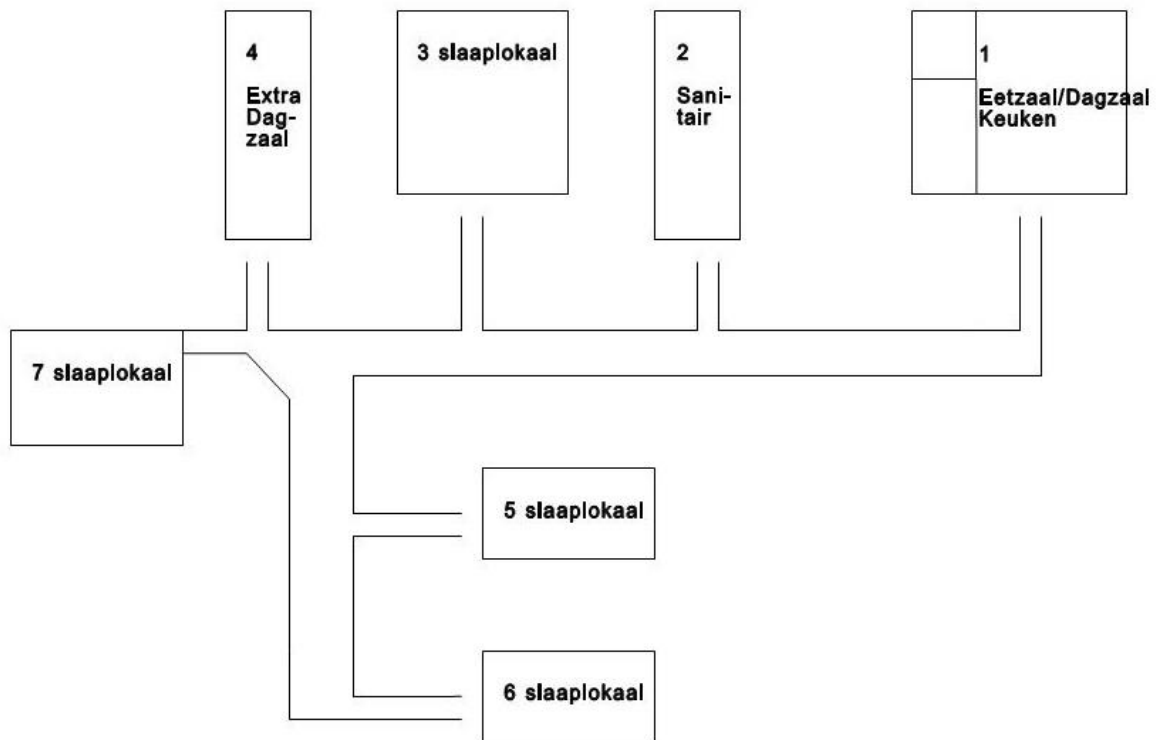 4
Extra
Dag-
zaal
3 slaaplokaal
2
Sani-
tair
1
Eetzaal/Dagzaal
Keuken
7 slaaplokaal
5 slaaplokaal
6 slaaplokaal